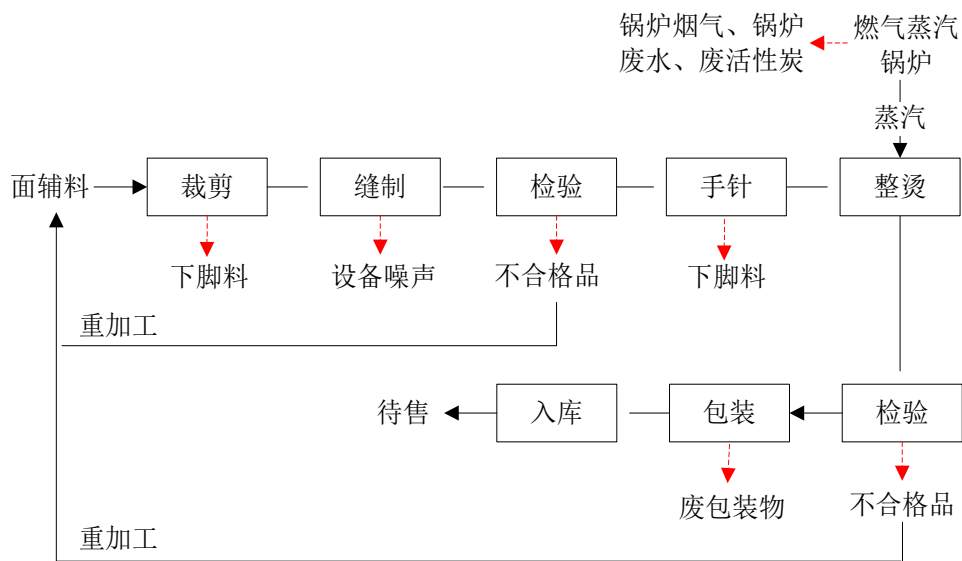 锅炉烟气、锅炉
废水、废活性炭
燃气蒸汽
锅炉
蒸汽
面辅料
裁剪
缝制
检验
手针
整烫
下脚料
设备噪声
不合格品
下脚料
重加工
待售
入库
包装
检验
废包装物
不合格品
重加工